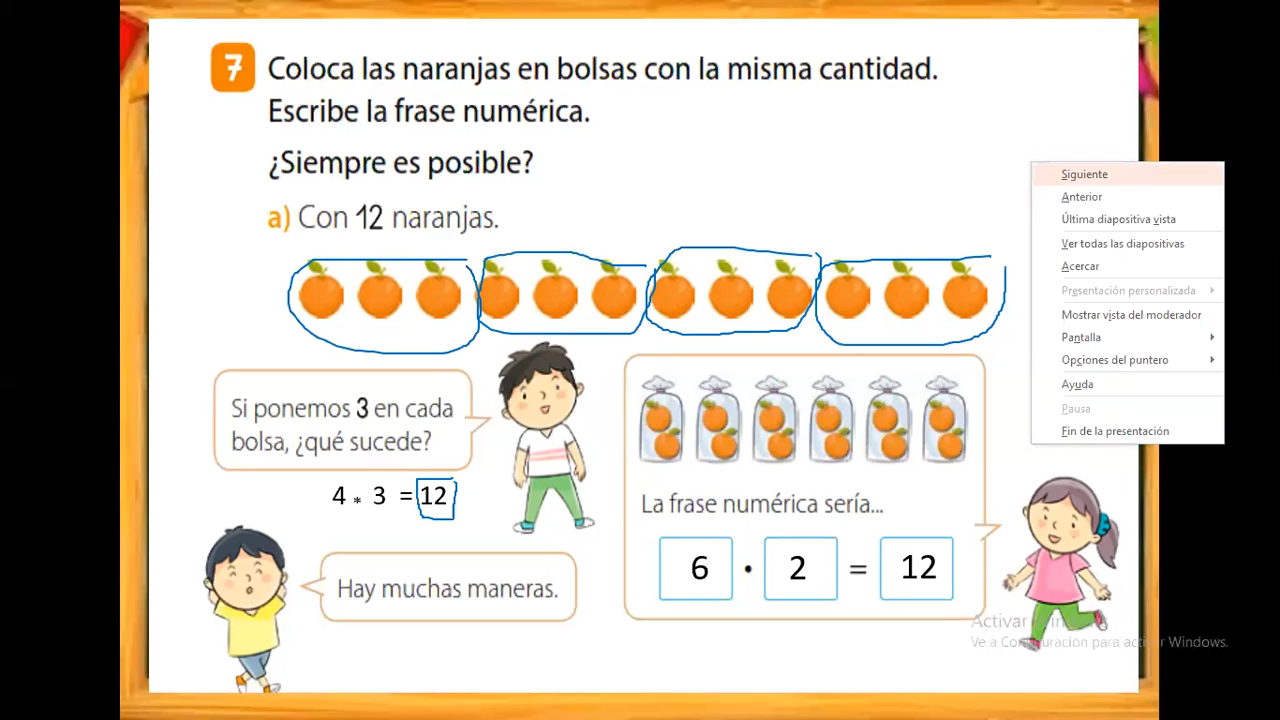 7 Coloca las naranjas en bolsas con la misma cantidad.
Escribe la frase numérica.
¿Siempre es posible?
a) Con 12 naranjas.
Si ponemos 3 en cada
bolsa, ¿qué sucede?
4 * 3 = 12
Hay muchas maneras.
La frase numérica sería...
6 • 2 = 12
Siguiente
Anterior
Última diapositiva vista
Ver todas las diapositivas
Acercar
Presentación personalizada
Mostrar vista del moderador
Pantalla
Opciones del puntero
Ayuda
Pausa
Fin de la presentación
Activar Windows
Ve a Configuración para activar Windows.